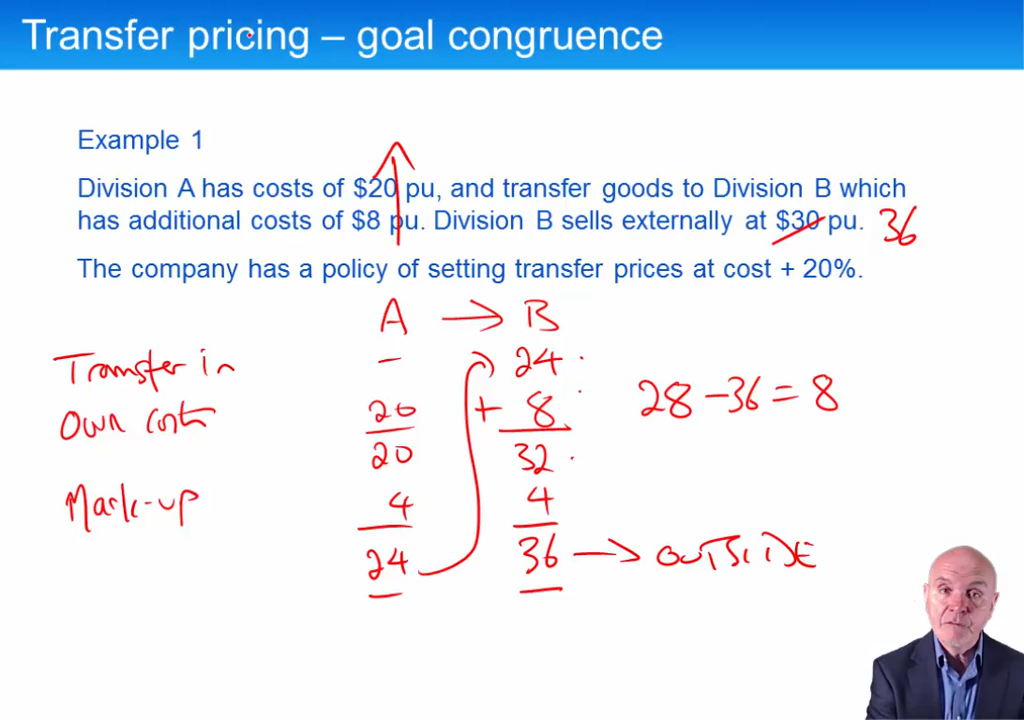 Transfer pricing – goal congruence
Example 1
Division A has costs of $20 pu, and transfer goods to Division B which
has additional costs of $8 pu. Division B sells externally at $30 pu. 36
The company has a policy of setting transfer prices at cost + 20%.
A → B
Transfer in – 24
Own costs 20 + 8
20 32
28 – 36 = 8
Mark-up 4 4
24 36 → OUTSIDE